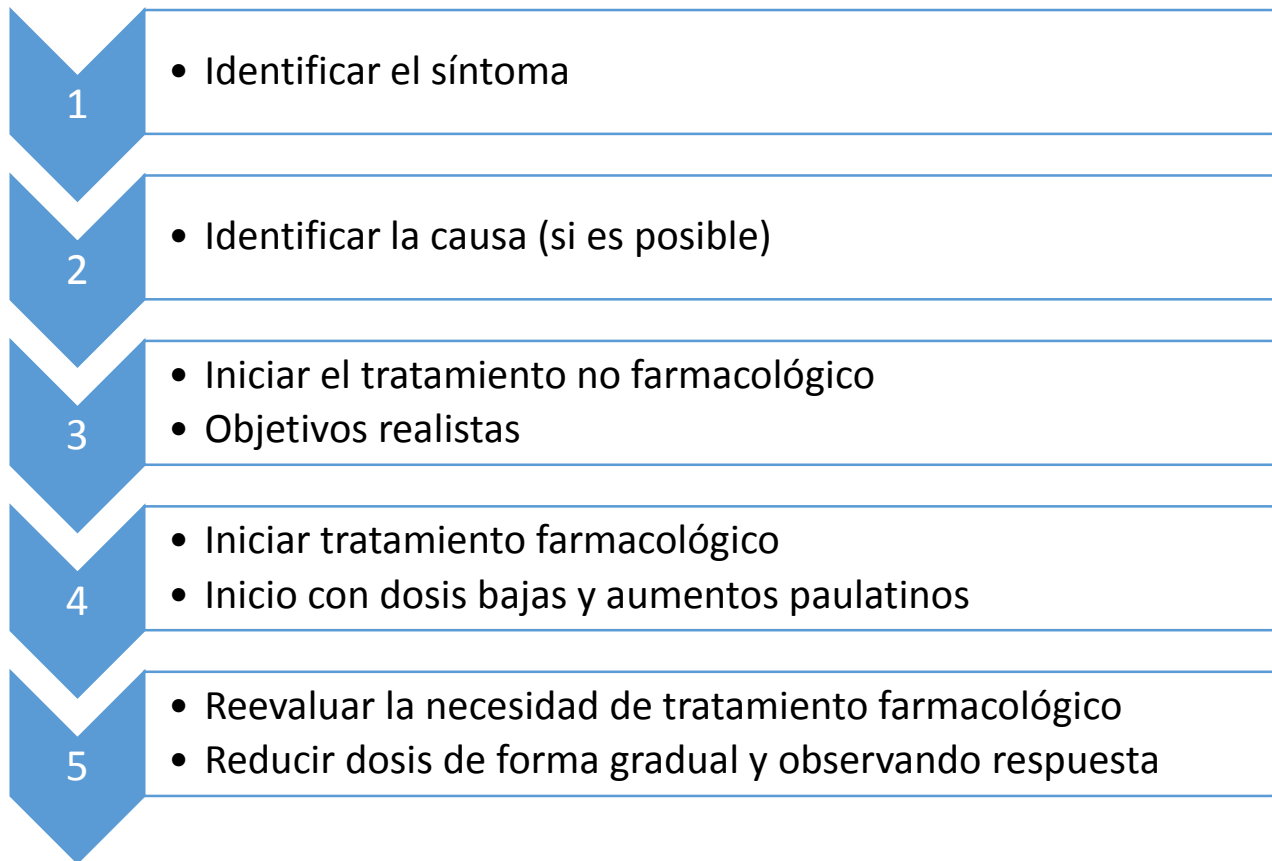 1
• Identificar el síntoma
2
• Identificar la causa (si es posible)
3
• Iniciar el tratamiento no farmacológico
• Objetivos realistas
4
• Iniciar tratamiento farmacológico
• Inicio con dosis bajas y aumentos paulatinos
5
• Reevaluar la necesidad de tratamiento farmacológico
• Reducir dosis de forma gradual y observando respuesta